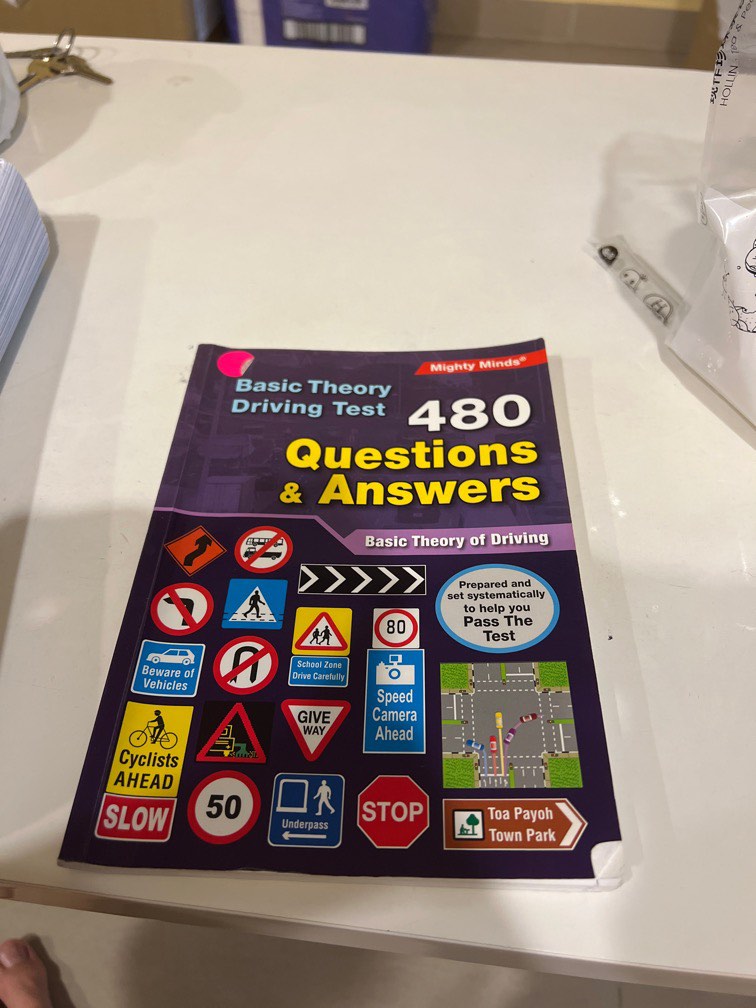 HOLLIN
Mighty Minds®
Basic Theory
Driving Test
480
Questions
& Answers
Basic Theory of Driving
Prepared and
set systematically
to help you
Pass The
Test
80
School Zone
Drive Carefully
Beware of
Vehicles
Speed
Camera
Ahead
GIVE
WAY
Cyclists
AHEAD
SLOW
50
Underpass
STOP
Toa Payoh
Town Park